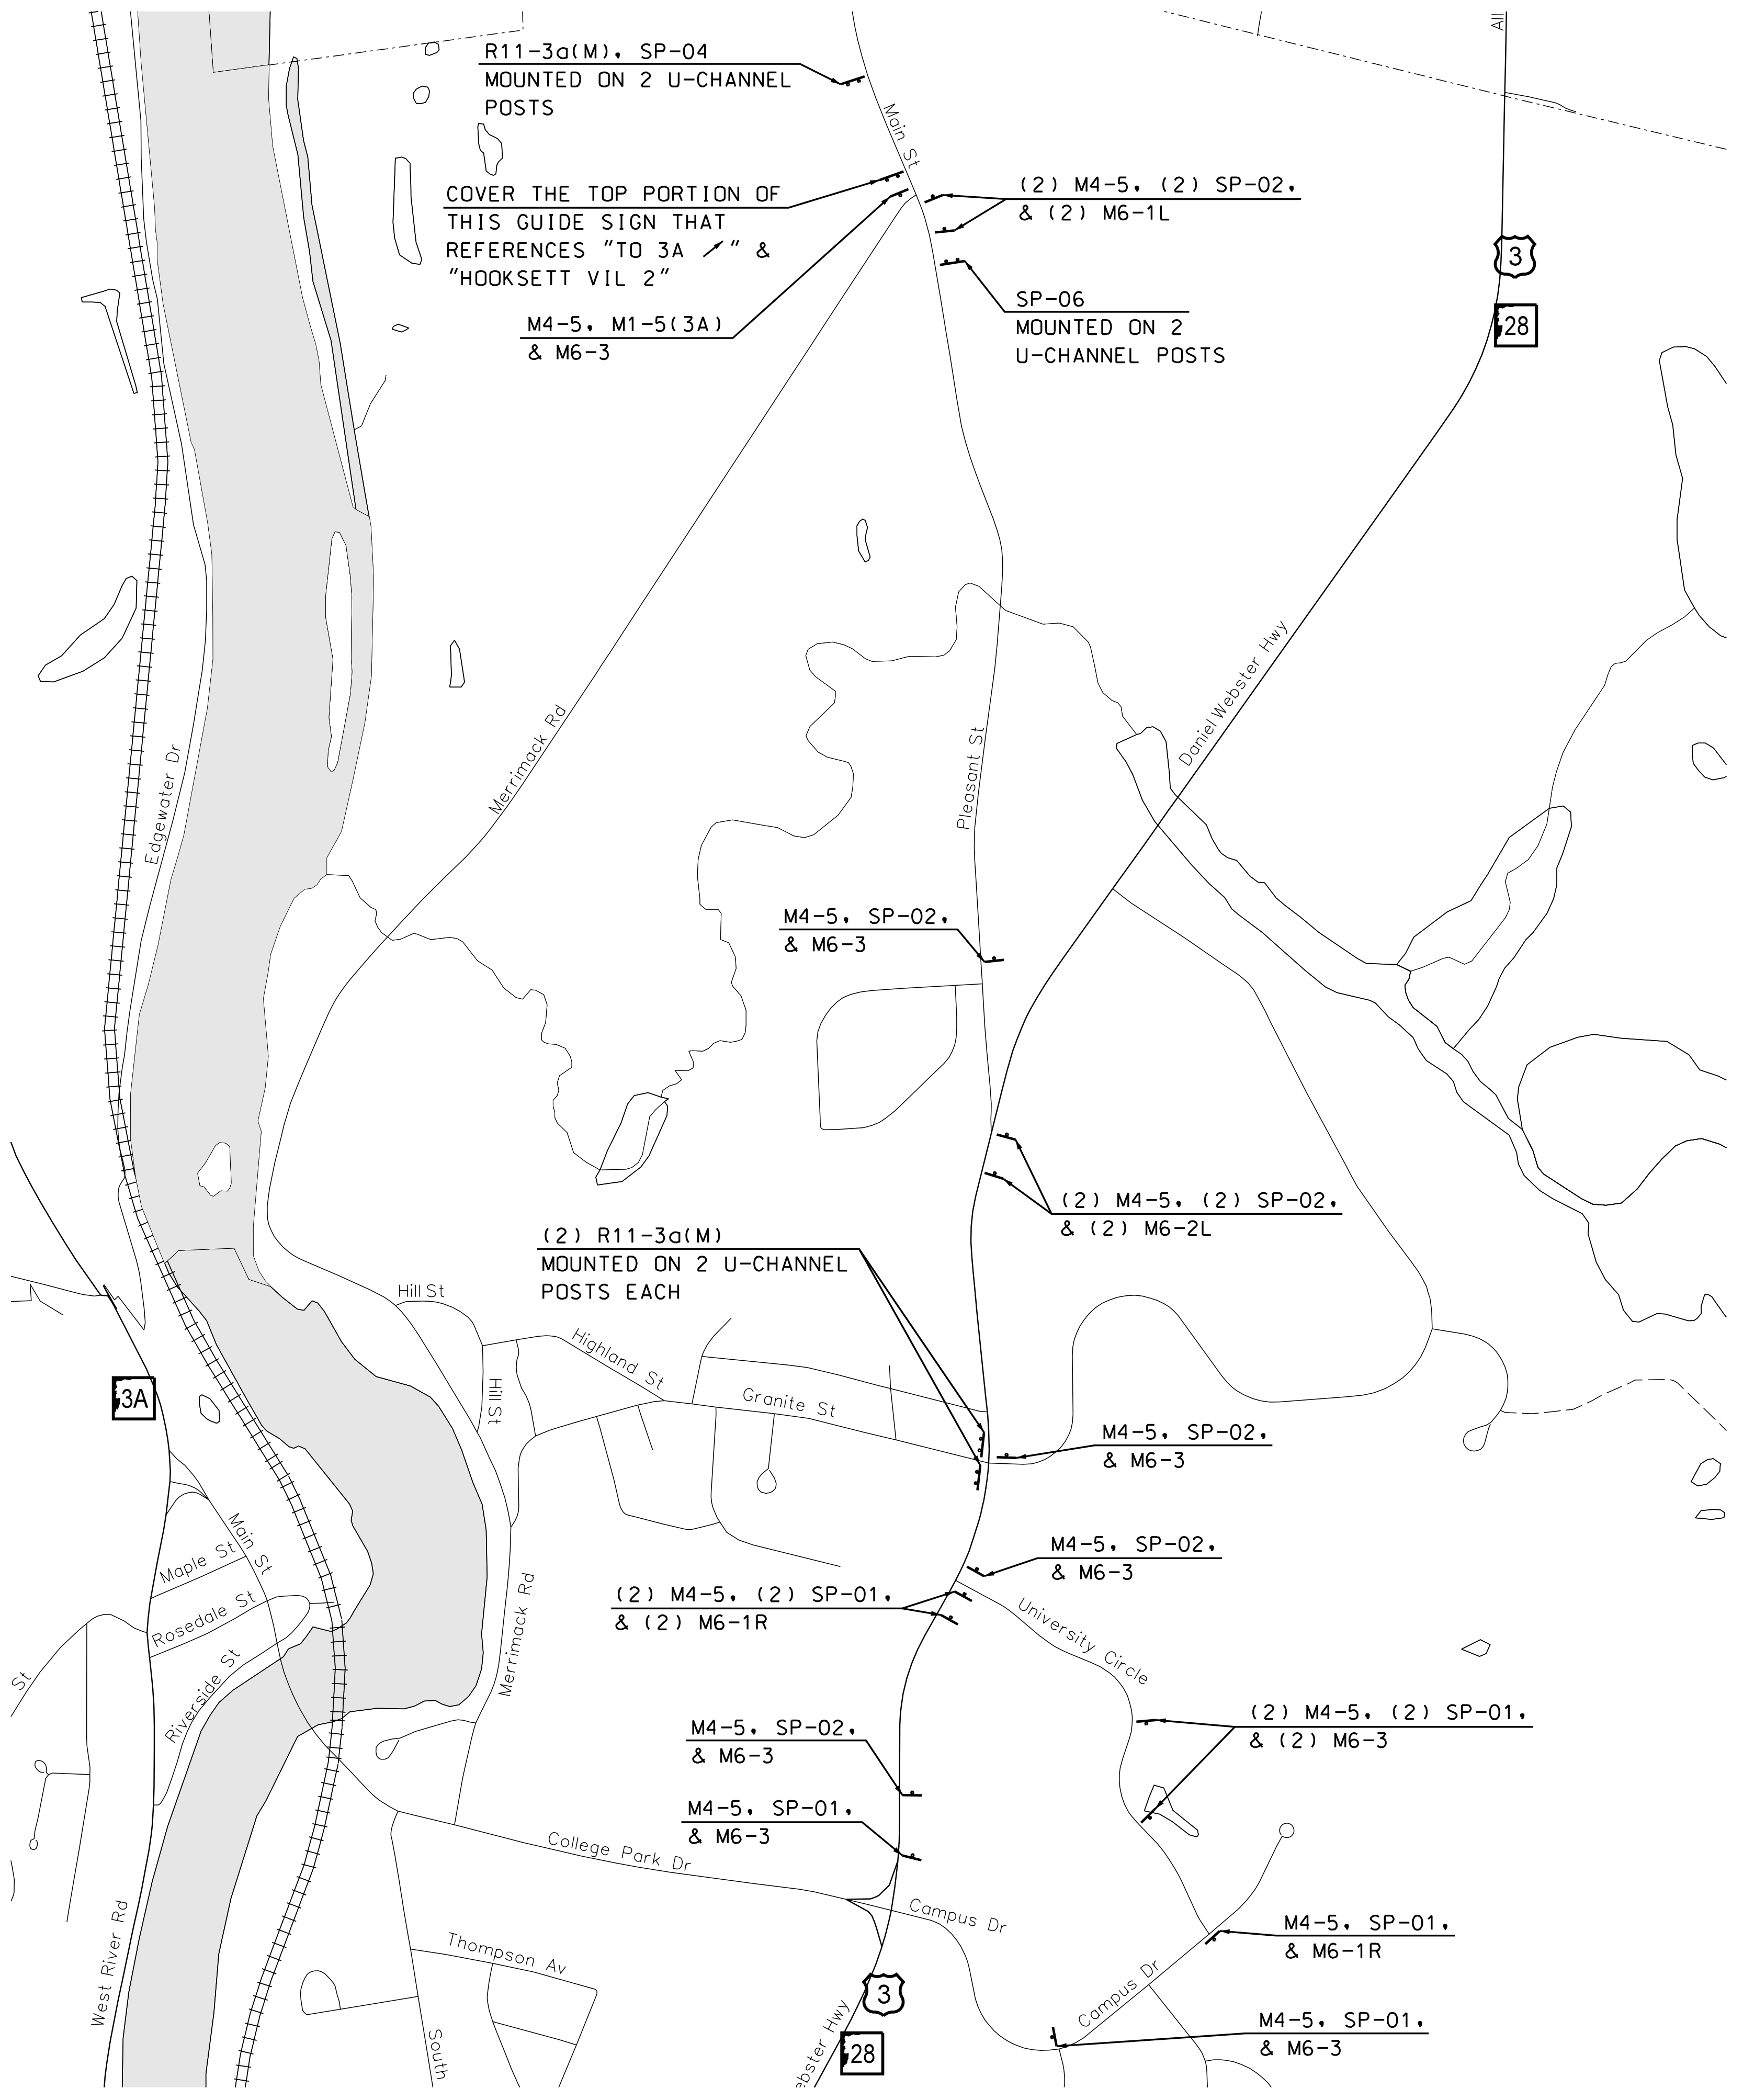 All
R11-3a(M), SP-04
MOUNTED ON 2 U-CHANNEL
POSTS
Main St
COVER THE TOP PORTION OF
THIS GUIDE SIGN THAT
REFERENCES "TO 3A ↗" &
"HOOKSETT VIL 2"
(2) M4-5, (2) SP-02,
& (2) M6-1L
M4-5, M1-5(3A)
& M6-3
SP-06
MOUNTED ON 2
U-CHANNEL POSTS
3
28
Daniel Webster Hwy
Merrimack Rd
Pleasant St
Edgewater Dr
M4-5, SP-02,
& M6-3
(2) M4-5, (2) SP-02,
& (2) M6-2L
(2) R11-3a(M)
MOUNTED ON 2 U-CHANNEL
POSTS EACH
Hill St
Highland St
Hill St
Granite St
3A
M4-5, SP-02,
& M6-3
Main St
Maple St
Rosedale St
Riverside St
St
Merrimack Rd
M4-5, SP-02,
& M6-3
(2) M4-5, (2) SP-01,
& (2) M6-1R
University Circle
(2) M4-5, (2) SP-01,
& (2) M6-3
M4-5, SP-02,
& M6-3
M4-5, SP-01,
& M6-3
College Park Dr
Campus Dr
M4-5, SP-01,
& M6-1R
West River Rd
Thompson Av
South
Campus Dr
3
28
ebster Hwy
M4-5, SP-01,
& M6-3